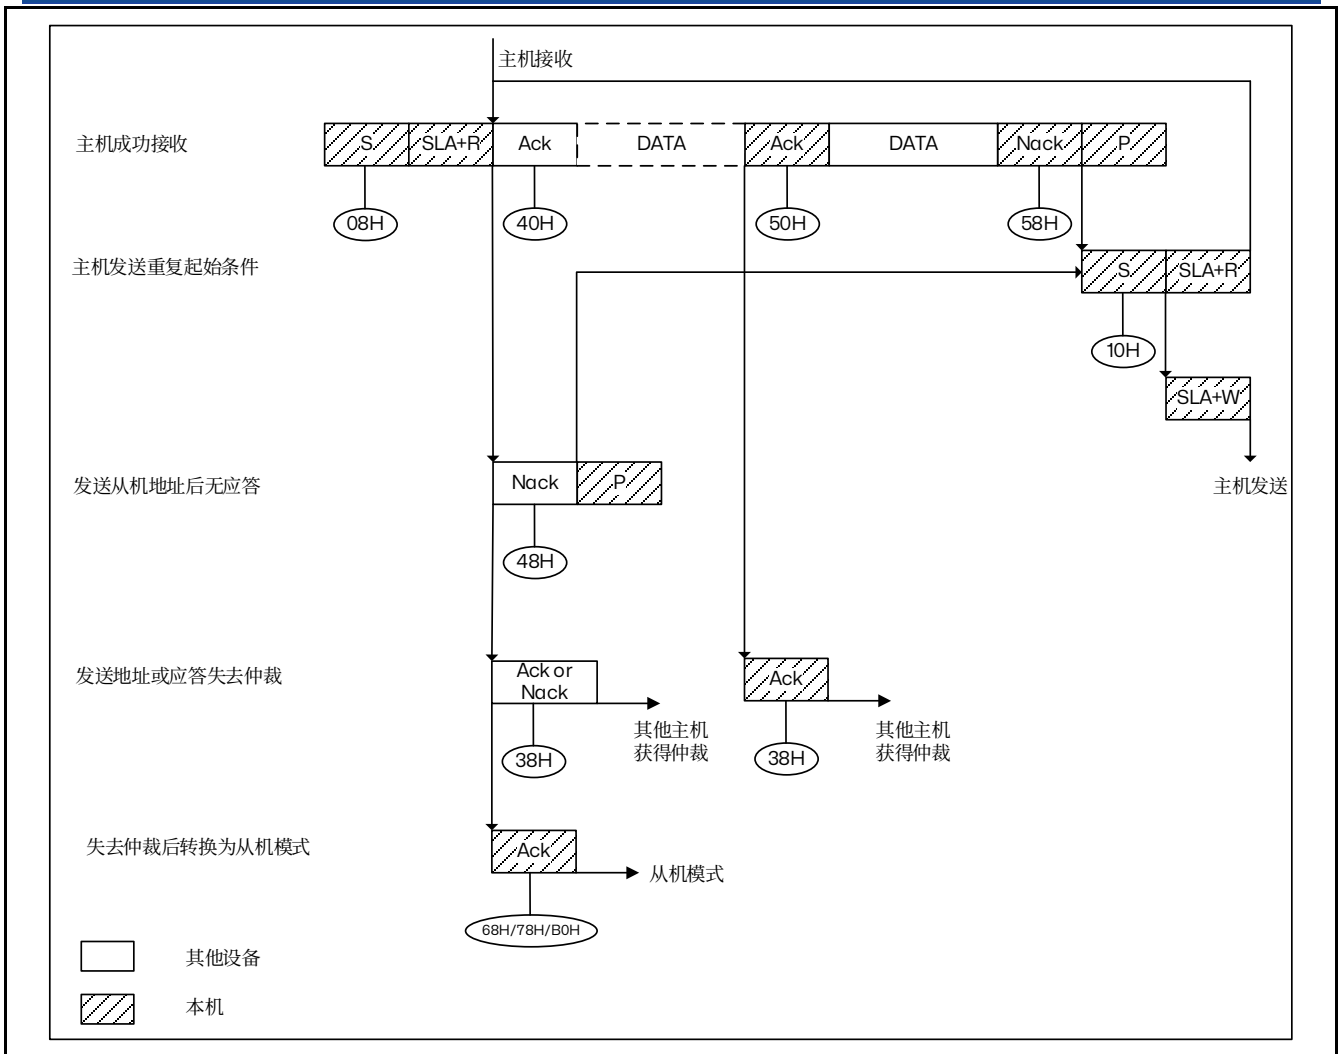 主机接收
主机成功接收
S
SLA+R
Ack
DATA
Ack
DATA
Nack
P
08H
40H
50H
58H
主机发送重复起始条件
S
SLA+R
10H
SLA+W
发送从机地址后无应答
Nack
P
主机发送
48H
发送地址或应答失去仲裁
Ack or
Nack
Ack
其他主机
获得仲裁
其他主机
获得仲裁
38H
38H
失去仲裁后转换为从机模式
Ack
从机模式
68H/78H/B0H
其他设备
本机